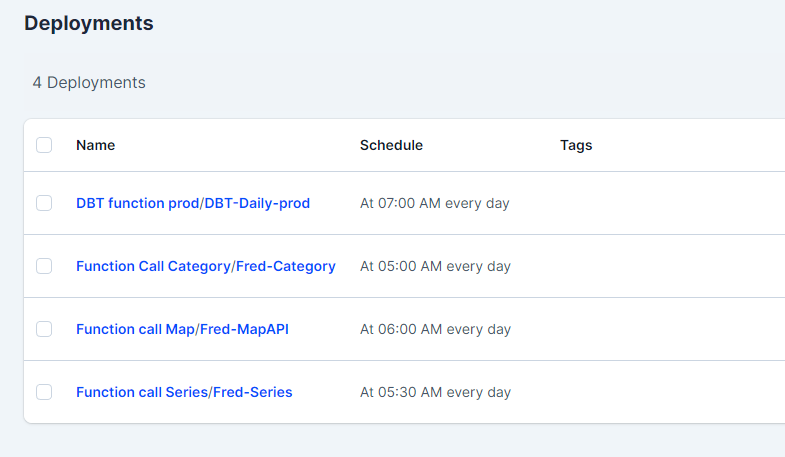 Deployments
4 Deployments
Name Schedule Tags
DBT function prod/DBT-Daily-prod At 07:00 AM every day
Function Call Category/Fred-Category At 05:00 AM every day
Function call Map/Fred-MapAPI At 06:00 AM every day
Function call Series/Fred-Series At 05:30 AM every day